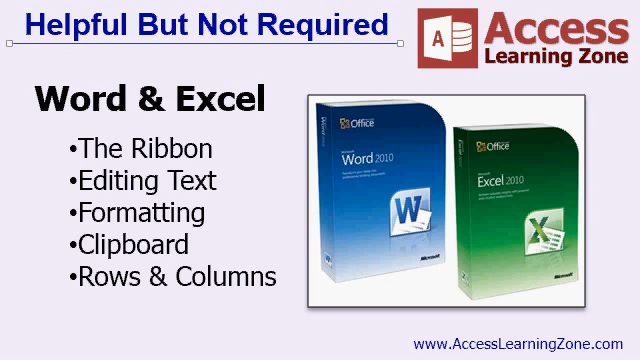 Helpful But Not Required
Access
Learning Zone
A
Word & Excel
•The Ribbon
•Editing Text
•Formatting
•Clipboard
•Rows & Columns
Office
Microsoft
Word 2010
W
Office
Microsoft
Excel 2010
X
Microsoft
www.AccessLearningZone.com